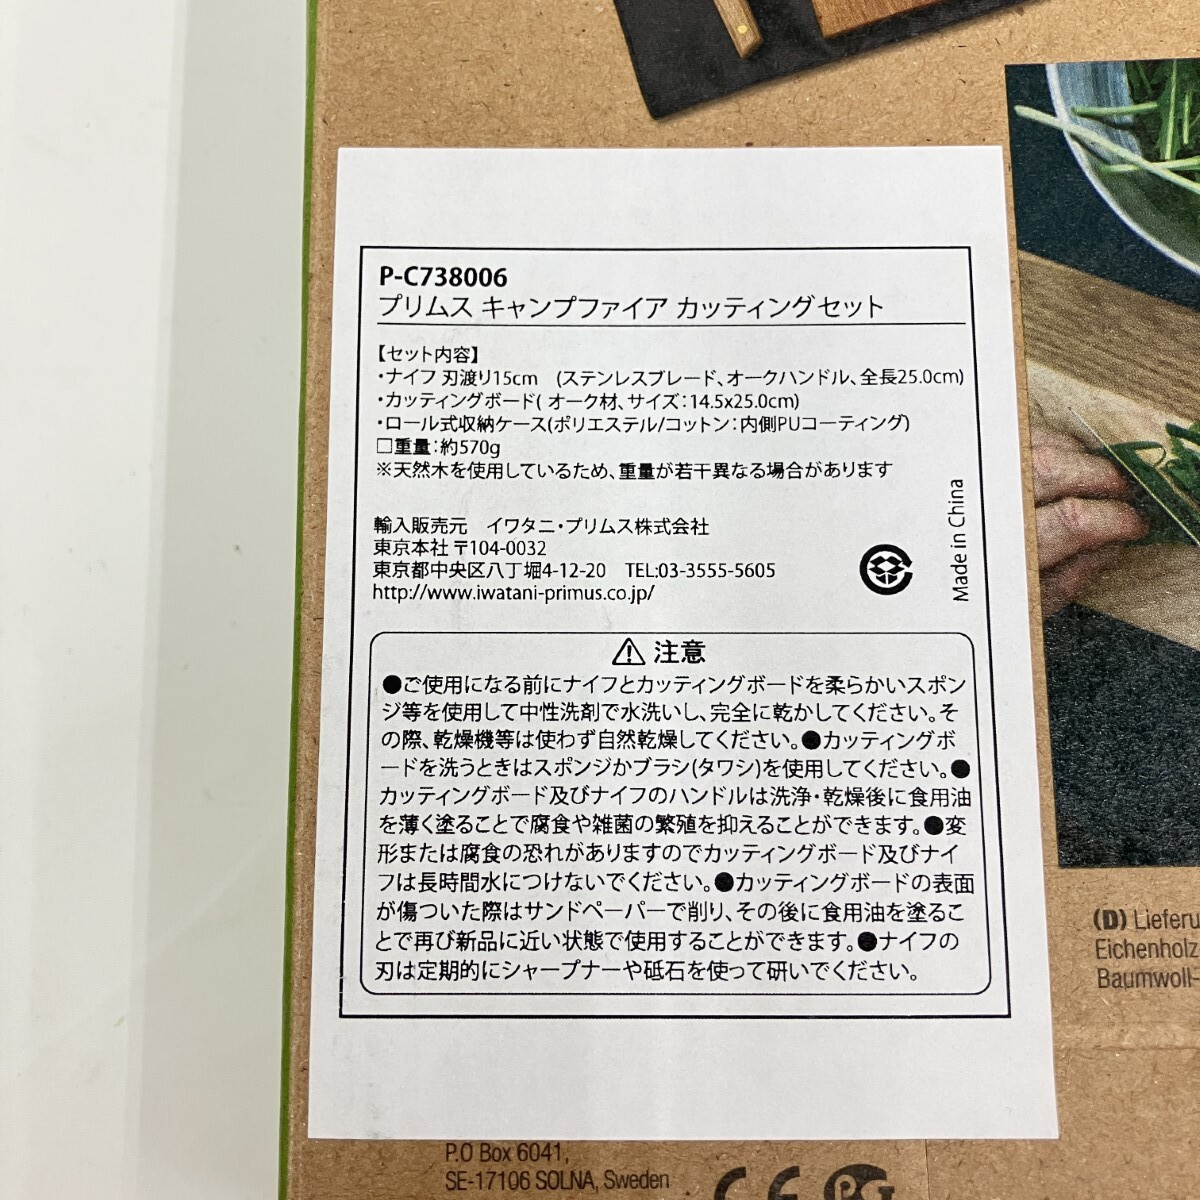 P-C738006
プリムス キャンプファイア カッティングセット
【セット内容】
・ナイフ 刃渡り15cm (ステンレスブレード、オークハンドル、全長25.0cm)
・カッティングボード( オーク材、サイズ：14.5x25.0cm)
・ロール式収納ケース(ポリエステル/コットン：内側PUコーティング)
□重量：約570g
※天然木を使用しているため、重量が若干異なる場合があります
輸入販売元 イワタニ・プリムス株式会社
東京本社 〒104-0032
東京都中央区八丁堀4-12-20 TEL:03-3555-5605
http://www.iwatani-primus.co.jp/
Made in China
⚠ 注意
●ご使用になる前にナイフとカッティングボードを柔らかいスポン
ジ等を使用して中性洗剤で水洗いし、完全に乾かしてください。そ
の際、乾燥機等は使わず自然乾燥してください。●カッティングボ
ードを洗うときはスポンジかブラシ(タワシ)を使用してください。●
カッティングボード及びナイフのハンドルは洗浄・乾燥後に食用油
を薄く塗ることで腐食や雑菌の繁殖を抑えることができます。●変
形または腐食の恐れがありますのでカッティングボード及びナイ
フは長時間水につけないでください。●カッティングボードの表面
が傷ついた際はサンドペーパーで削り、その後に食用油を塗るこ
とで再び新品に近い状態で使用することができます。●ナイフの
刃は定期的にシャープナーや砥石を使って研いでください。
(D) Lieferu
Eichenholz
Baumwoll-
P.O Box 6041,
SE-17106 SOLNA, Sweden
CE PG